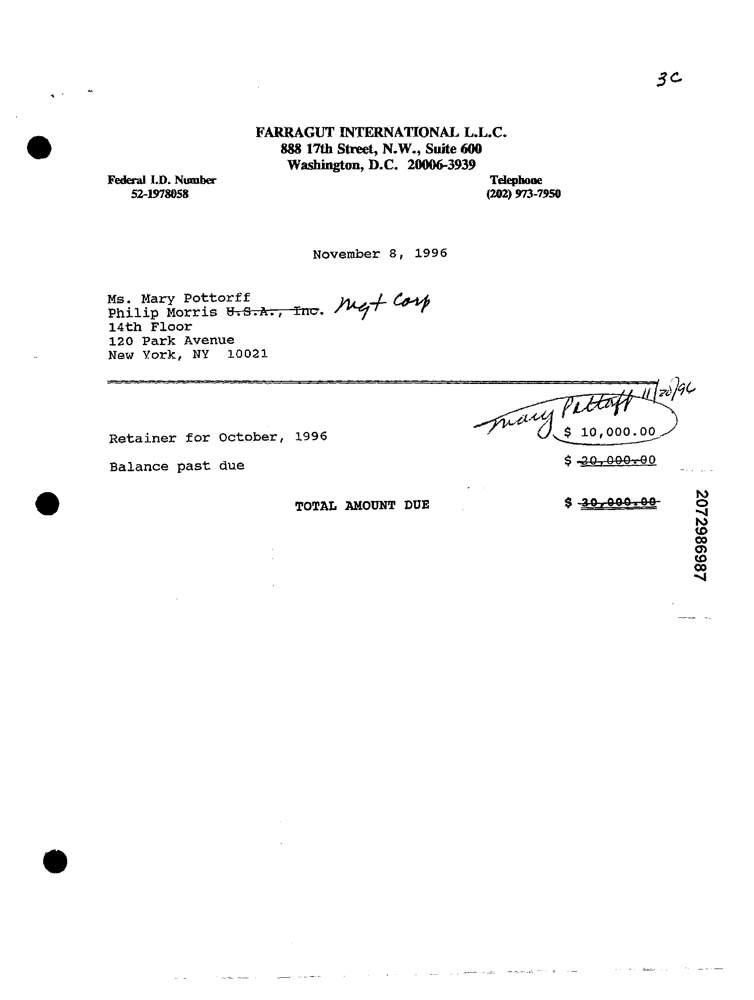 3C
FARRAGUT INTERNATIONAL L.L.C.
888 17th Street, N.W., Suite 600
Washington, D.C. 20006-3939
Federal I.D. Number
52-1978058
Telephone
(202) 973-7950
November 8, 1996
Ms. Mary Pottorff
Philip Morris U.S.A., Inc. Mgt Corp
14th Floor
120 Park Avenue
New York, NY 10021
Mary Pottorff 11/20/96
Retainer for October, 1996 $ 10,000.00
Balance past due $ 20,000.00
TOTAL AMOUNT DUE $ 30,000.00
2072986987